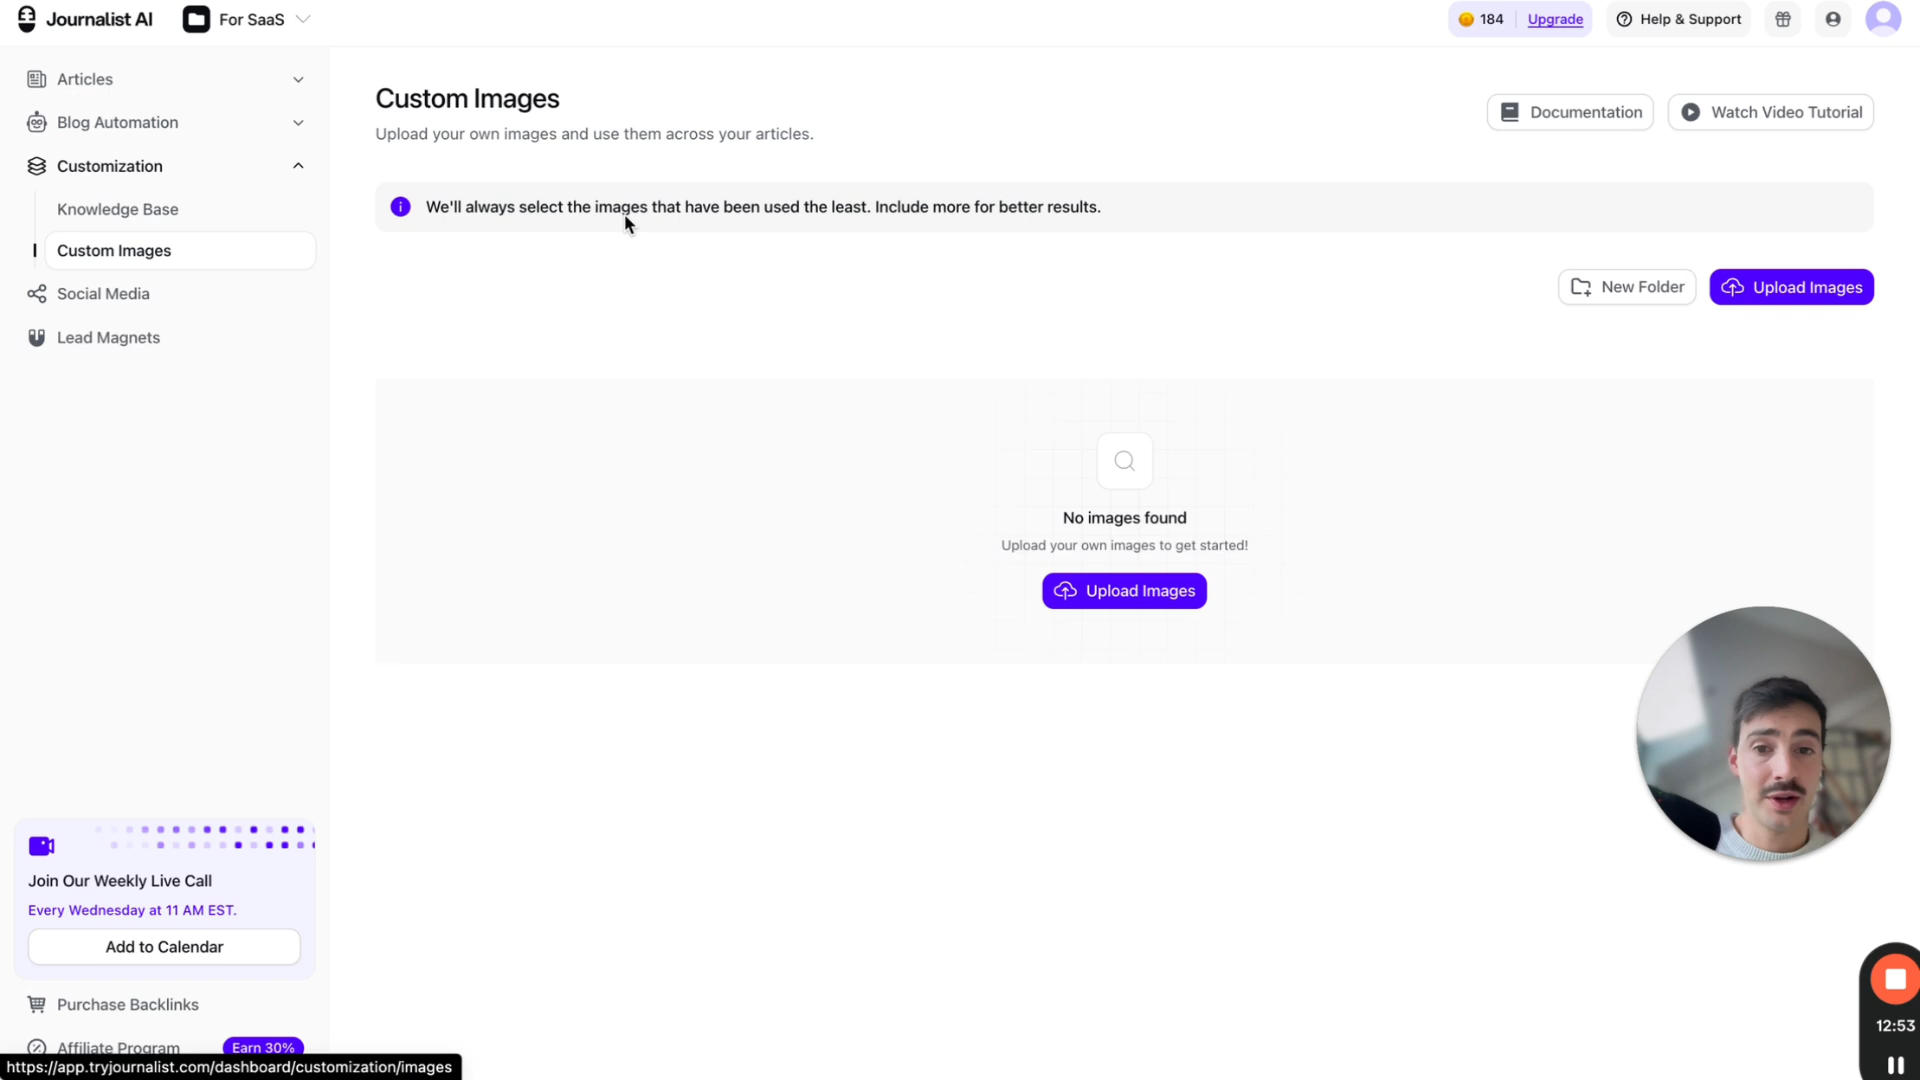 Journalist AI
For SaaS
184
Upgrade
Help & Support
Articles
Blog Automation
Customization
Knowledge Base
Custom Images
Social Media
Lead Magnets
Custom Images
Upload your own images and use them across your articles.
Documentation
Watch Video Tutorial
We'll always select the images that have been used the least. Include more for better results.
New Folder
Upload Images
No images found
Upload your own images to get started!
Upload Images
Join Our Weekly Live Call
Every Wednesday at 11 AM EST.
Add to Calendar
Purchase Backlinks
Affiliate Program
Earn 30%
https://app.tryjournalist.com/dashboard/customization/images
12:53